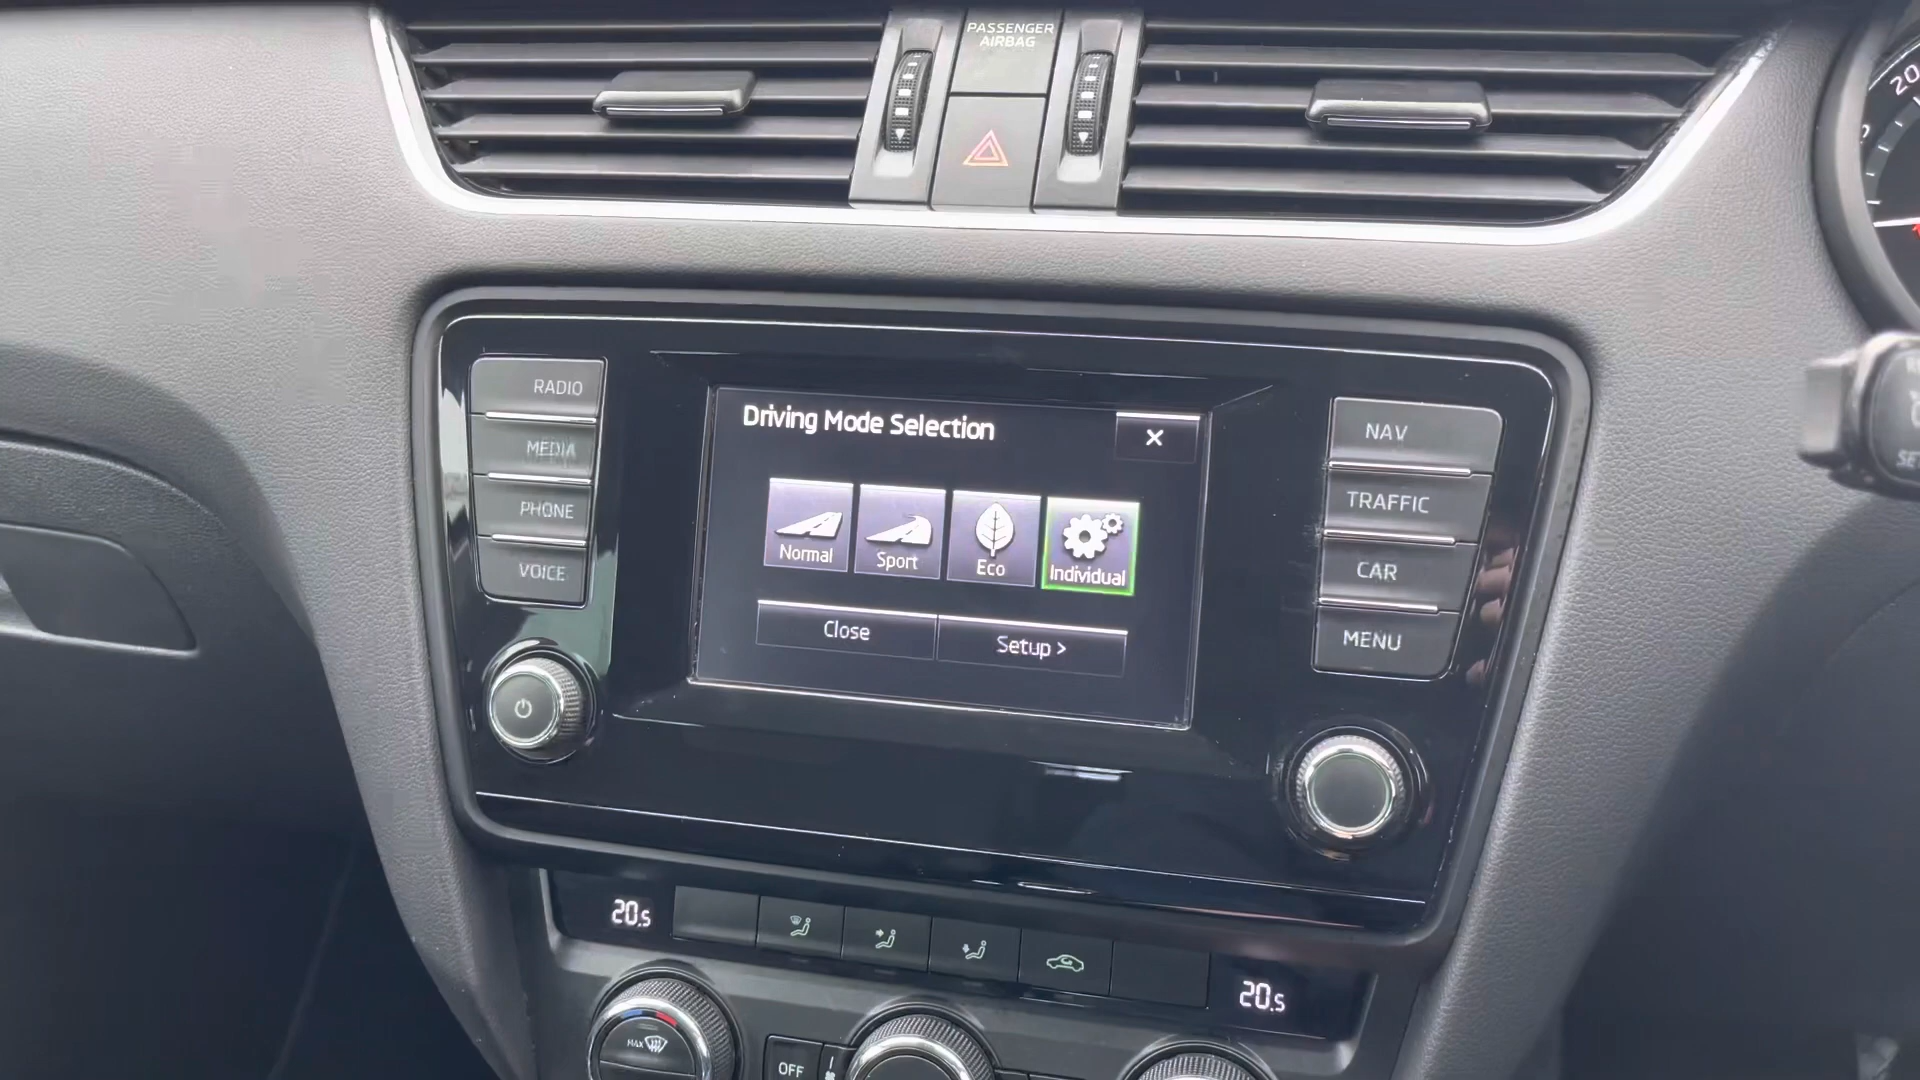 PASSENGER
AIRBAG
20
RADIO
MEDIA
PHONE
VOICE
Driving Mode Selection
Normal
Sport
Eco
Individual
Close
Setup >
NAV
TRAFFIC
CAR
MENU
20.5
20.5
MAX
OFF